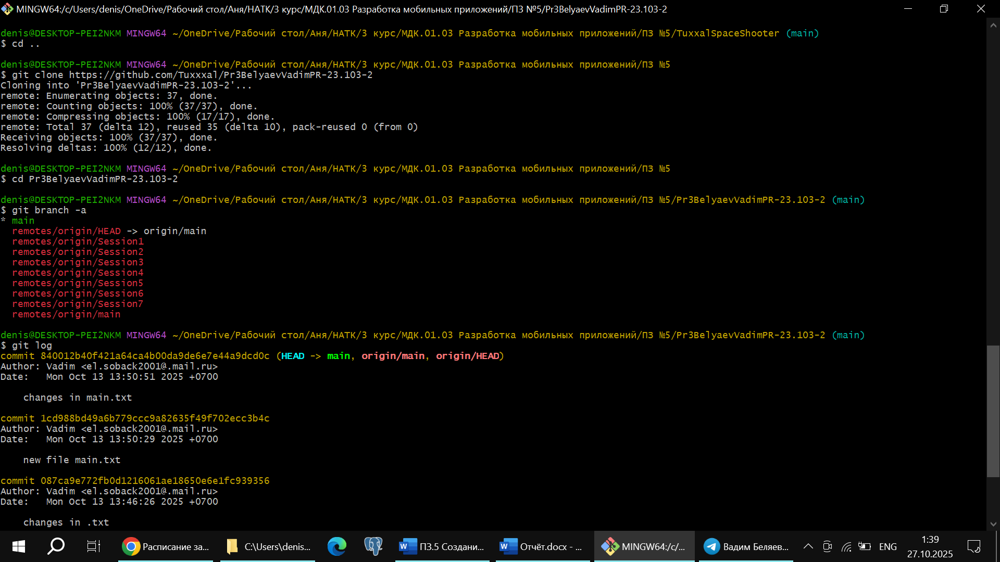 MINGW64:/c/Users/denis/OneDrive/Рабочий стол/Аня/НАТК/3 курс/МДК.01.03 Разработка мобильных приложений/ПЗ №5/Pr3BelyaevVadimPR-23.103-2
denis@DESKTOP-PEI2NKM MINGW64 ~/OneDrive/Рабочий стол/Аня/НАТК/3 курс/МДК.01.03 Разработка мобильных приложений/ПЗ №5/TuxxalSpaceShooter (main)
$ cd ..
denis@DESKTOP-PEI2NKM MINGW64 ~/OneDrive/Рабочий стол/Аня/НАТК/3 курс/МДК.01.03 Разработка мобильных приложений/ПЗ №5
$ git clone https://github.com/Tuxxxal/Pr3BelyaevVadimPR-23.103-2
Cloning into 'Pr3BelyaevVadimPR-23.103-2'...
remote: Enumerating objects: 37, done.
remote: Counting objects: 100% (37/37), done.
remote: Compressing objects: 100% (17/17), done.
remote: Total 37 (delta 12), reused 35 (delta 10), pack-reused 0 (from 0)
Receiving objects: 100% (37/37), done.
Resolving deltas: 100% (12/12), done.
denis@DESKTOP-PEI2NKM MINGW64 ~/OneDrive/Рабочий стол/Аня/НАТК/3 курс/МДК.01.03 Разработка мобильных приложений/ПЗ №5
$ cd Pr3BelyaevVadimPR-23.103-2
denis@DESKTOP-PEI2NKM MINGW64 ~/OneDrive/Рабочий стол/Аня/НАТК/3 курс/МДК.01.03 Разработка мобильных приложений/ПЗ №5/Pr3BelyaevVadimPR-23.103-2 (main)
$ git branch -a
* main
remotes/origin/HEAD -> origin/main
remotes/origin/Session1
remotes/origin/Session2
remotes/origin/Session3
remotes/origin/Session4
remotes/origin/Session5
remotes/origin/Session6
remotes/origin/Session7
remotes/origin/main
denis@DESKTOP-PEI2NKM MINGW64 ~/OneDrive/Рабочий стол/Аня/НАТК/3 курс/МДК.01.03 Разработка мобильных приложений/ПЗ №5/Pr3BelyaevVadimPR-23.103-2 (main)
$ git log
commit 840012b40f421a64ca4b00da9de6e7e44a9dcd0c (HEAD -> main, origin/main, origin/HEAD)
Author: Vadim <el.soback2001@.mail.ru>
Date:   Mon Oct 13 13:50:51 2025 +0700
changes in main.txt
commit 1cd988bd49a6b779ccc9a82635f49f702ecc3b4c
Author: Vadim <el.soback2001@.mail.ru>
Date:   Mon Oct 13 13:50:29 2025 +0700
new file main.txt
commit 087ca9e772fb0d1216061ae18650e6e1fc939356
Author: Vadim <el.soback2001@.mail.ru>
Date:   Mon Oct 13 13:46:26 2025 +0700
changes in .txt
Расписание за...
C:\Users\denis...
ПЗ.5 Создани...
Отчёт.docx - ...
MINGW64:/c/...
Вадим Беляев...
ENG
1:39
27.10.2025